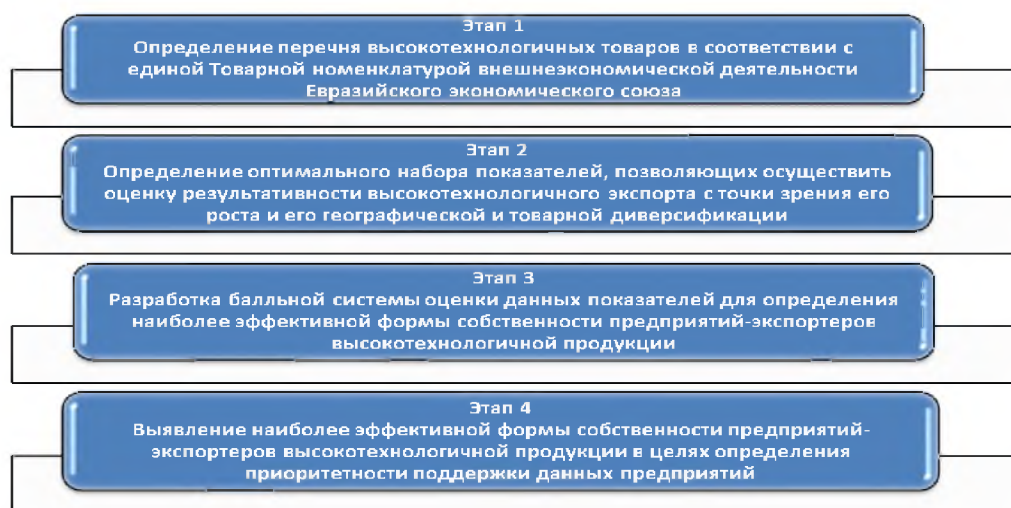 Этап 1
Определение перечня высокотехнологичных товаров в соответствии с
единой Товарной номенклатурой внешнеэкономической деятельности
Евразийского экономического союза
Этап 2
Определение оптимального набора показателей, позволяющих осуществить
оценку результативности высокотехнологичного экспорта с точки зрения его
роста и его географической и товарной диверсификации
Этап 3
Разработка балльной системы оценки данных показателей для определения
наиболее эффективной формы собственности предприятий-экспортеров
высокотехнологичной продукции
Этап 4
Выявление наиболее эффективной формы собственности предприятий-
экспортеров высокотехнологичной продукции в целях определения
приоритетности поддержки данных предприятий